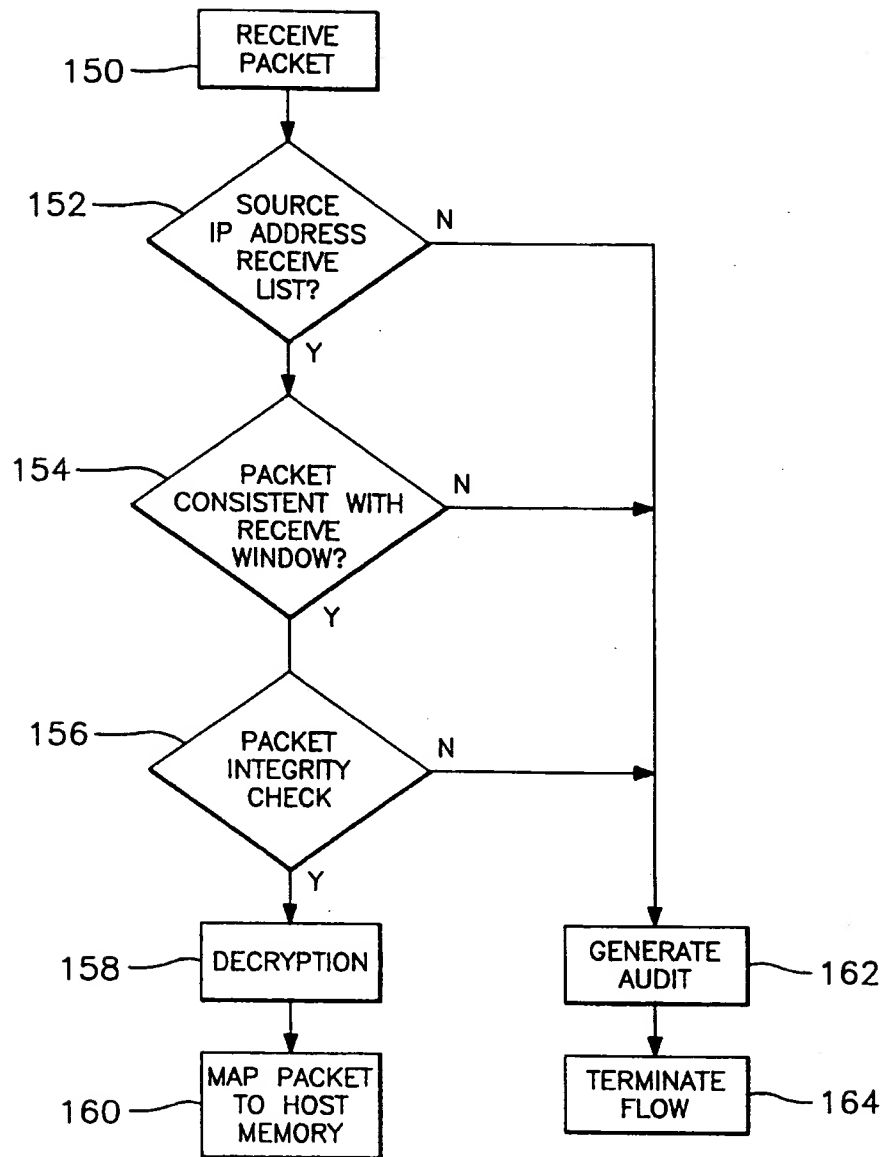 RECEIVE
PACKET
150
152
SOURCE
IP ADDRESS
RECEIVE
LIST?
N
Y
154
PACKET
CONSISTENT WITH
RECEIVE
WINDOW?
N
Y
156
PACKET
INTEGRITY
CHECK
N
Y
158
DECRYPTION
GENERATE
AUDIT
162
160
MAP PACKET
TO HOST
MEMORY
TERMINATE
FLOW
164